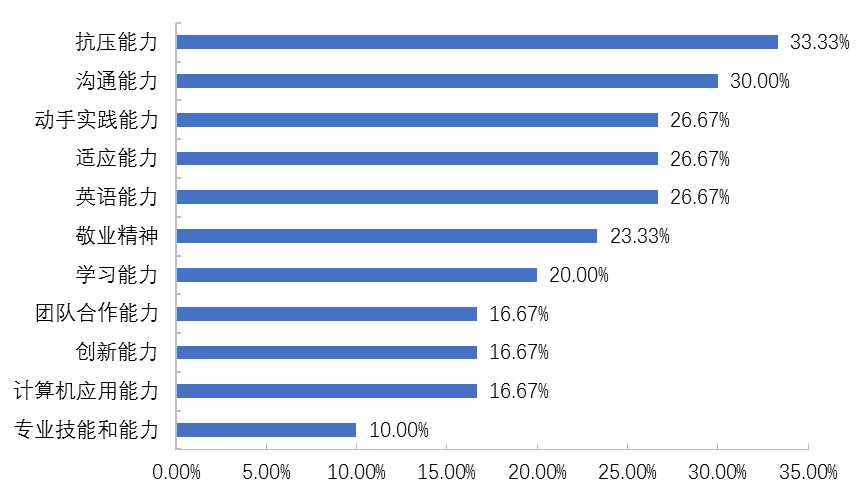 抗压能力 33.33%
沟通能力 30.00%
动手实践能力 26.67%
适应能力 26.67%
英语能力 26.67%
敬业精神 23.33%
学习能力 20.00%
团队合作能力 16.67%
创新能力 16.67%
计算机应用能力 16.67%
专业技能和能力 10.00%
0.00% 5.00% 10.00% 15.00% 20.00% 25.00% 30.00% 35.00%